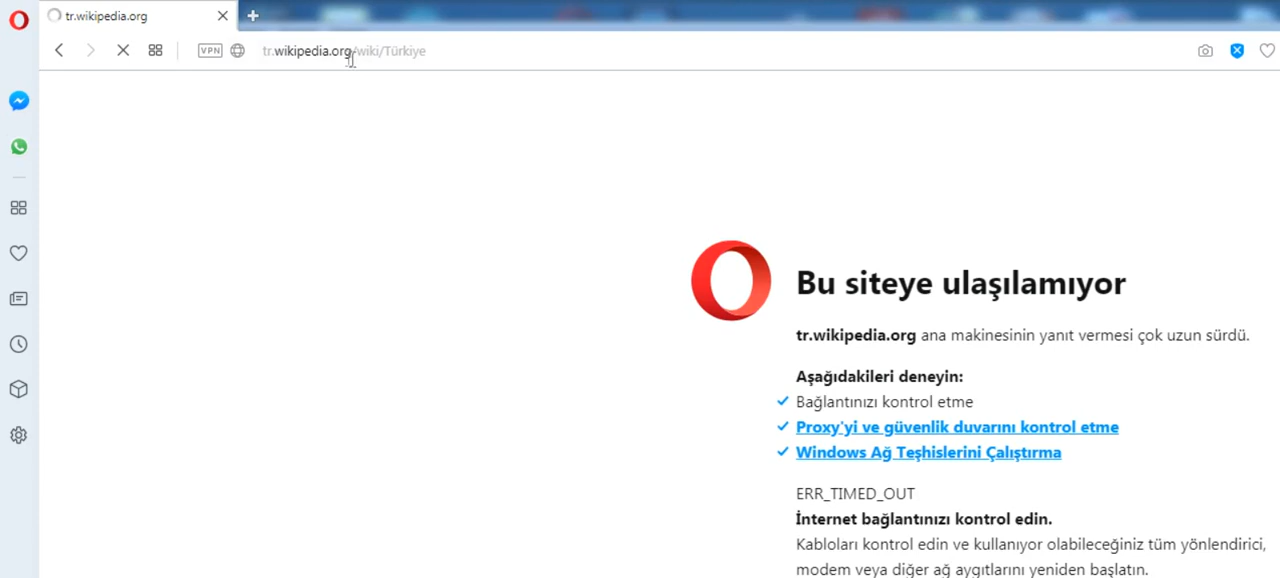 tr.wikipedia.org
VPN
tr.wikipedia.org/wiki/Türkiye
Bu siteye ulaşılamıyor
tr.wikipedia.org ana makinesinin yanıt vermesi çok uzun sürdü.
Aşağıdakileri deneyin:
Bağlantınızı kontrol etme
Proxy'yi ve güvenlik duvarını kontrol etme
Windows Ağ Teşhislerini Çalıştırma
ERR_TIMED_OUT
İnternet bağlantınızı kontrol edin.
Kabloları kontrol edin ve kullanıyor olabileceğiniz tüm yönlendirici,
modem veya diğer ağ aygıtlarını yeniden başlatın.